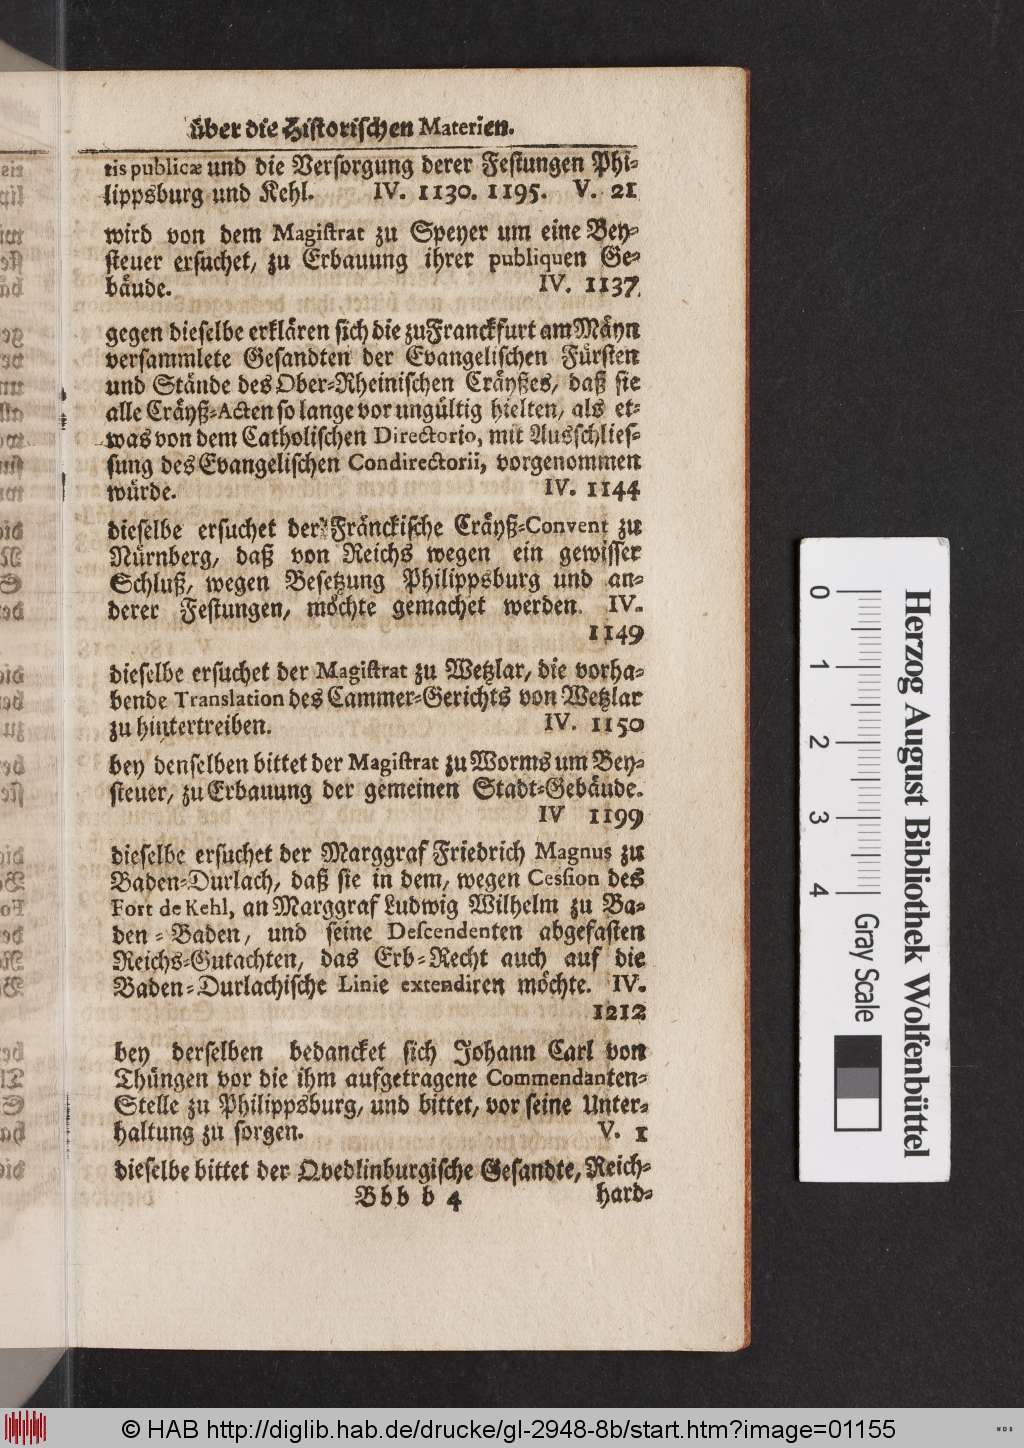 über die Historischen Materien.
tis publicæ und die Versorgung derer Festungen Phi-
lippsburg und Kehl. IV. 1130. 1195. V. 21
wird von dem Magistrat zu Speyer um eine Bey-
steuer ersuchet, zu Erbauung ihrer publiquen Ge-
bäude. IV. 1137.
gegen dieselbe erklären sich die zu Franckfurt am Mäyn
versammlete Gesandten der Evangelischen Fürsten
und Stände des Ober-Rheinischen Cräyßes, daß sie
alle Cräyß-Acten so lange vor ungültig hielten, als et-
was von dem Catholischen Directorio, mit Ausschlies-
sung des Evangelischen Condirectorii, vorgenommen
würde. IV. 1144
dieselbe ersuchet der Fränckische Cräyß-Convent zu
Nürnberg, daß von Reichs wegen ein gewisser
Schluß, wegen Besetzung Philippsburg und an-
derer Festungen, möchte gemachet werden. IV.
1149
dieselbe ersuchet der Magistrat zu Wetzlar, die vorha-
bende Translation des Cammer-Gerichts von Wetzlar
zu hintertreiben. IV. 1150
bey denselben bittet der Magistrat zu Worms um Bey-
steuer, zu Erbauung der gemeinen Stadt-Gebäude.
IV 1199
dieselbe ersuchet der Marggraf Friedrich Magnus zu
Baden-Durlach, daß sie in dem, wegen Cession des
Fort de Kehl, an Marggraf Ludwig Wilhelm zu Ba-
den-Baden, und seine Descendenten abgefasten
Reichs-Gutachten, das Erb-Recht auch auf die
Baden-Durlachische Linie extendiren möchte. IV.
1212
bey derselben bedancket sich Johann Carl von
Thüngen vor die ihm aufgetragene Commendanten-
Stelle zu Philippsburg, und bittet, vor seine Unter-
haltung zu sorgen. V. 1
dieselbe bittet der Qvedlinburgische Gesandte, Reich-
Bbb b 4 hard-
0 1 2 3 4
Gray Scale
Herzog August Bibliothek Wolfenbüttel
© HAB http://diglib.hab.de/drucke/gl-2948-8b/start.htm?image=01155